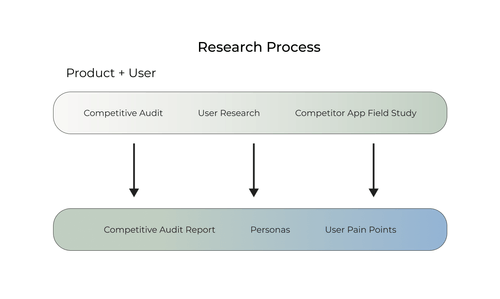 Research Process
Product + User
Competitive Audit User Research Competitor App Field Study
Competitive Audit Report Personas User Pain Points